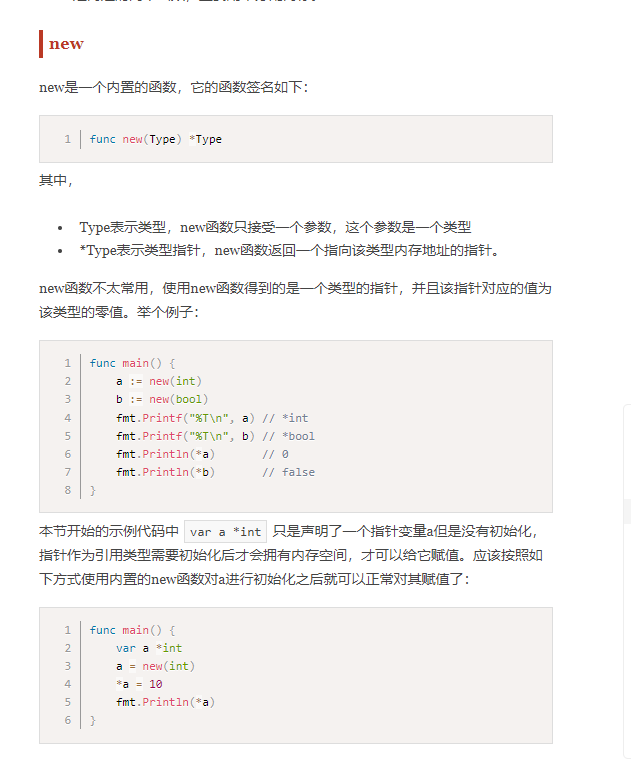 new
new是一个内置的函数，它的函数签名如下：
1 func new(Type) *Type
其中，
• Type表示类型，new函数只接受一个参数，这个参数是一个类型
• *Type表示类型指针，new函数返回一个指向该类型内存地址的指针。
new函数不太常用，使用new函数得到的是一个类型的指针，并且该指针对应的值为
该类型的零值。举个例子：
1 func main() {
2     a := new(int)
3     b := new(bool)
4     fmt.Printf("%T\n", a) // *int
5     fmt.Printf("%T\n", b) // *bool
6     fmt.Println(*a)       // 0
7     fmt.Println(*b)       // false
8 }
本节开始的示例代码中 var a *int 只是声明了一个指针变量a但是没有初始化，
指针作为引用类型需要初始化后才会拥有内存空间，才可以给它赋值。应该按照如
下方式使用内置的new函数对a进行初始化之后就可以正常对其赋值了：
1 func main() {
2     var a *int
3     a = new(int)
4     *a = 10
5     fmt.Println(*a)
6 }